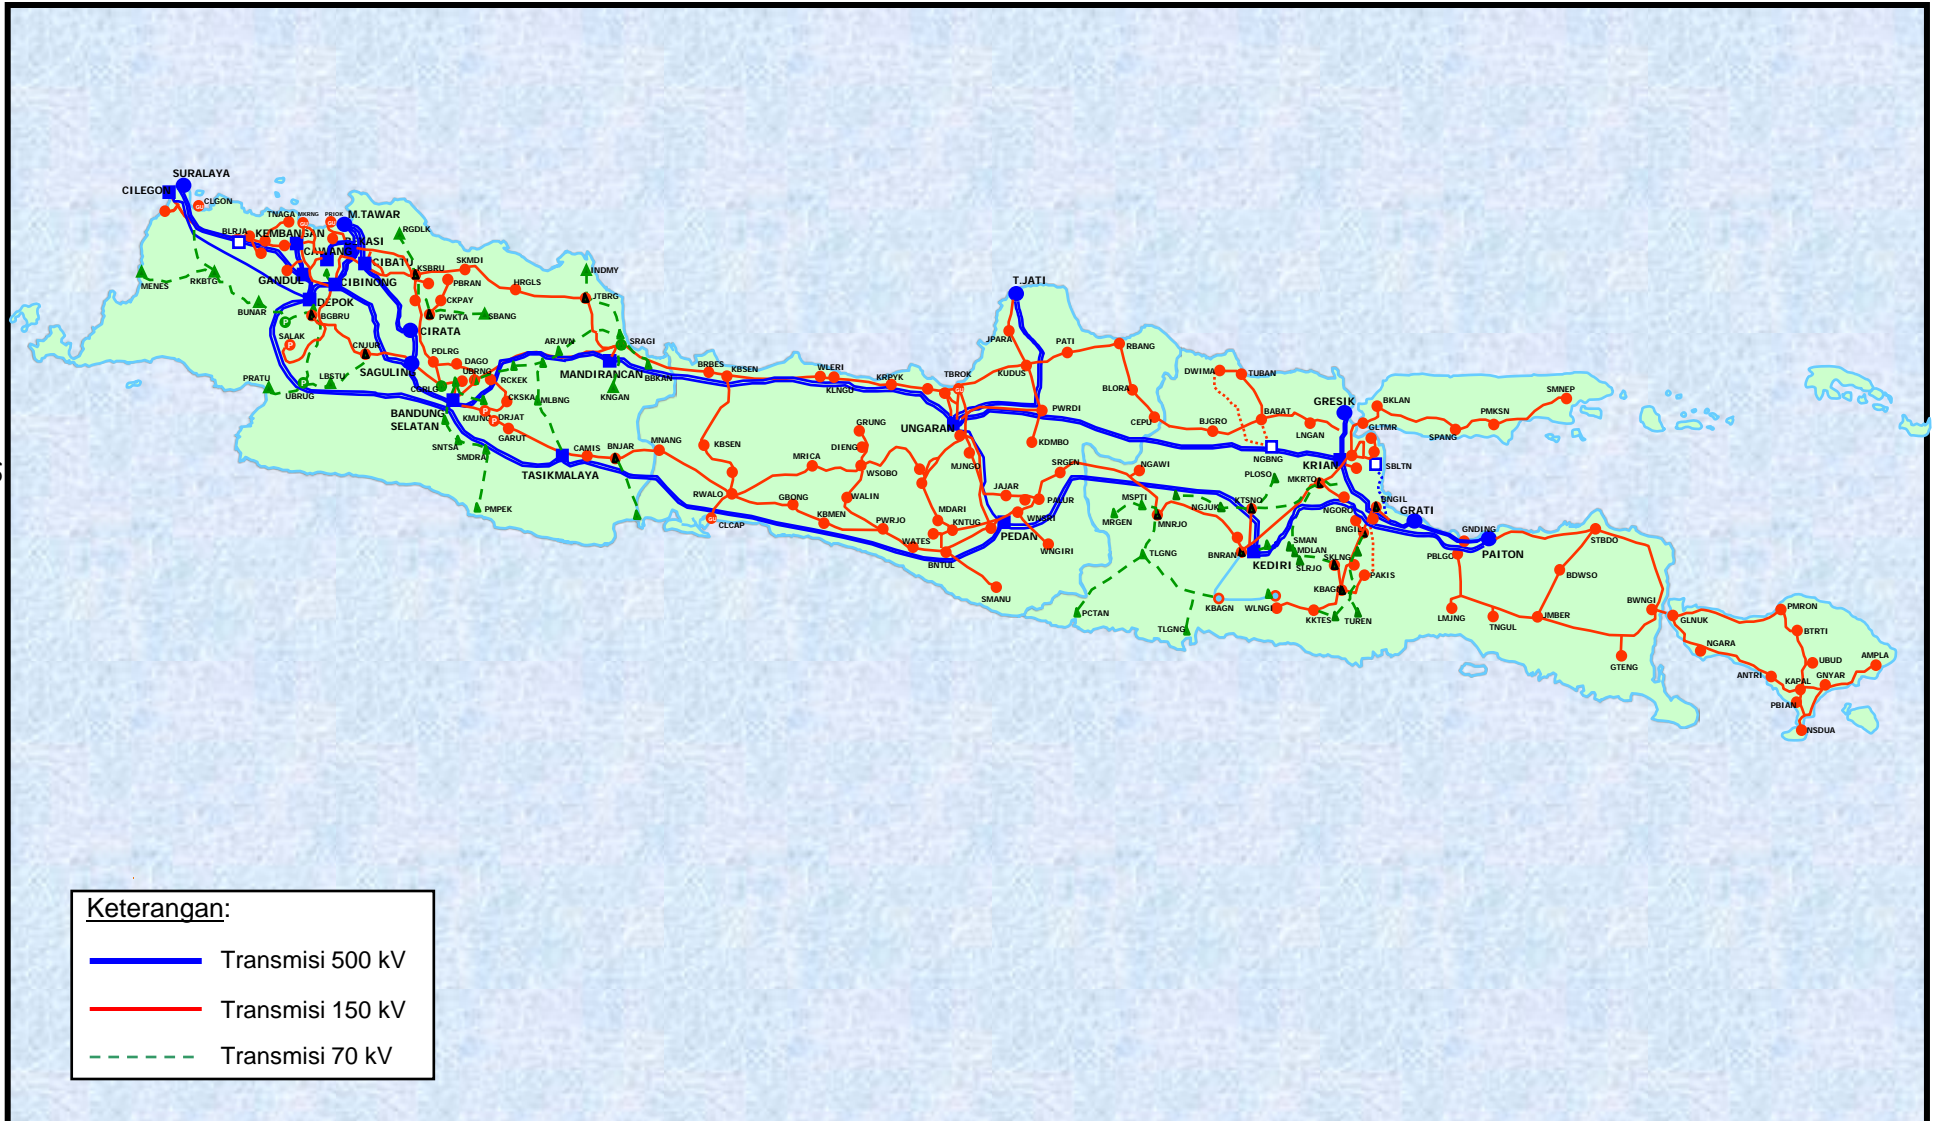 SURALAYA
CILEGON
CLGON
TNAGA
MKRNG
PRIOK
M.TAWAR
BLRJA
KEMBANGAN
BEKASI
RGDLK
CAWANG
CIBATU
KSBRU
SKMDI
INDMY
MENES
RKBTG
GANDUL
CIBINONG
PBRAN
HRGLS
T.JATI
DEPOK
CKPAY
JTBRG
BUNAR
BGBRU
PWKTA
SBANG
SALAK
P
CIRATA
CNJUR
ARJWN
SRAGI
JPARA
PATI
RBANG
PDLRG
DAGO
SAGULING
UBRNG
RCKEK
MANDIRANCAN
BBKAN
BRBES
KBSEN
WLERI
KRPYK
TBROK
KUDUS
DWIMA
TUBAN
PRATU
LBSTU
CGRLG
KLNGU
BLORA
SMNEP
UBRUG
CKSKA
MLBNG
KNGAN
BANDUNG
SELATAN
KMJNG
DRJAT
GARUT
PWRDI
CEPU
BJGRO
BABAT
GRESIK
BKLAN
LNGAN
GLTMR
SPANG
PMKSN
GRUNG
UNGARAN
SNTSA
SMDRA
CAMIS
BNJAR
MNANG
KBSEN
DIENG
KDMBO
NGBNG
KRIAN
SBLTN
TASIKMALAYA
MRICA
WSOBO
MJNGO
SRGEN
NGAWI
PLOSO
MKRTO
RWALO
WALIN
JAJAR
PALUR
MSPTI
NGJUK
KTSNO
PMPEK
GBONG
KBMEN
PWRJO
MDARI
KNTUG
WNSRI
MRGEN
MNRJO
NGORO
BNGIL
GRATI
GU
CLCAP
PEDAN
BNGIL
GNDING
STBDO
WATES
WNGIRI
TLGNG
BNRAN
SMAN
MDLAN
SKLNG
PBLGO
PAITON
BNTUL
KEDIRI
SLRJO
PAKIS
BDWSO
SMANU
KBAGN
WLNGI
KBAGN
PCTAN
KKTES
TUREN
TLGNG
LMJNG
TNGUL
JMBER
BWNGI
GLNUK
PMRON
BTRTI
GTENG
NGARA
UBUD
AMPLA
ANTRI
KAPAL
GNYAR
PBIAN
NSDUA
Keterangan:
Transmisi 500 kV
Transmisi 150 kV
Transmisi 70 kV